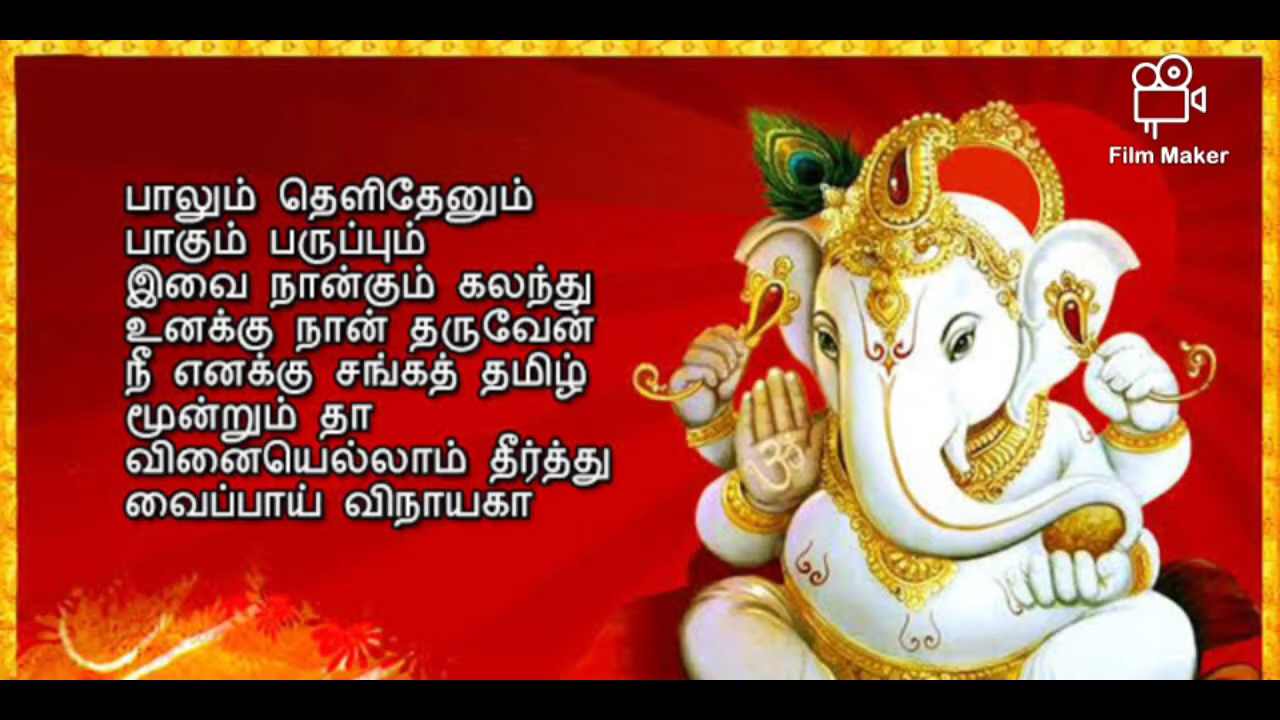 Film Maker
பாலும் தெளிதேனும்
பாகும் பருப்பும்
இவை நான்கும் கலந்து
உனக்கு நான் தருவேன்
நீ எனக்கு சங்கத் தமிழ்
மூன்றும் தா
வினையெல்லாம் தீர்த்து
வைப்பாய் விநாயகா
ॐ